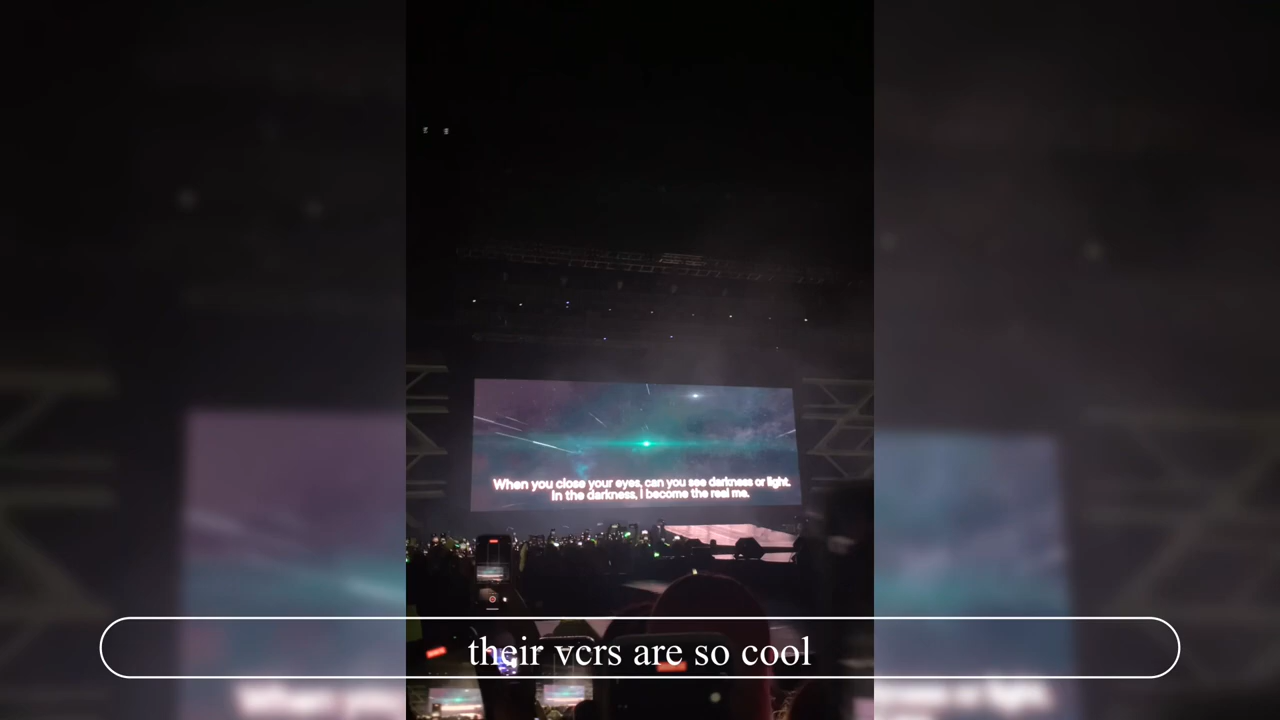 When you close your eyes, can you see darkness or light.
In the darkness, I become the real me.
their vcrs are so cool